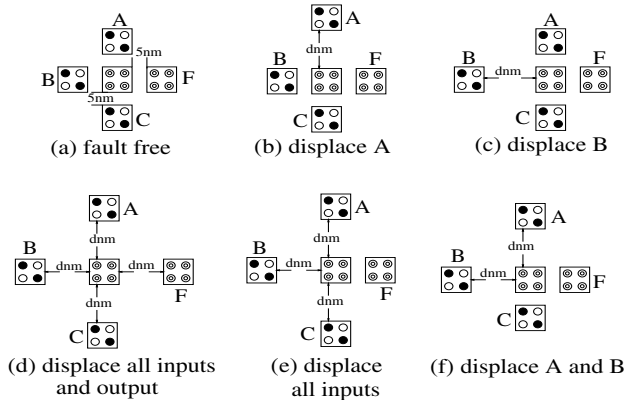 A
5nm
B
F
5nm
C
(a) fault free
A
dnm
B
F
C
(b) displace A
A
B
F
dnm
C
(c) displace B
A
dnm
B
dnm
dnm
F
dnm
C
(d) displace all inputs
and output
A
dnm
B
dnm
F
dnm
C
(e) displace
all inputs
A
dnm
B
dnm
F
C
(f) displace A and B